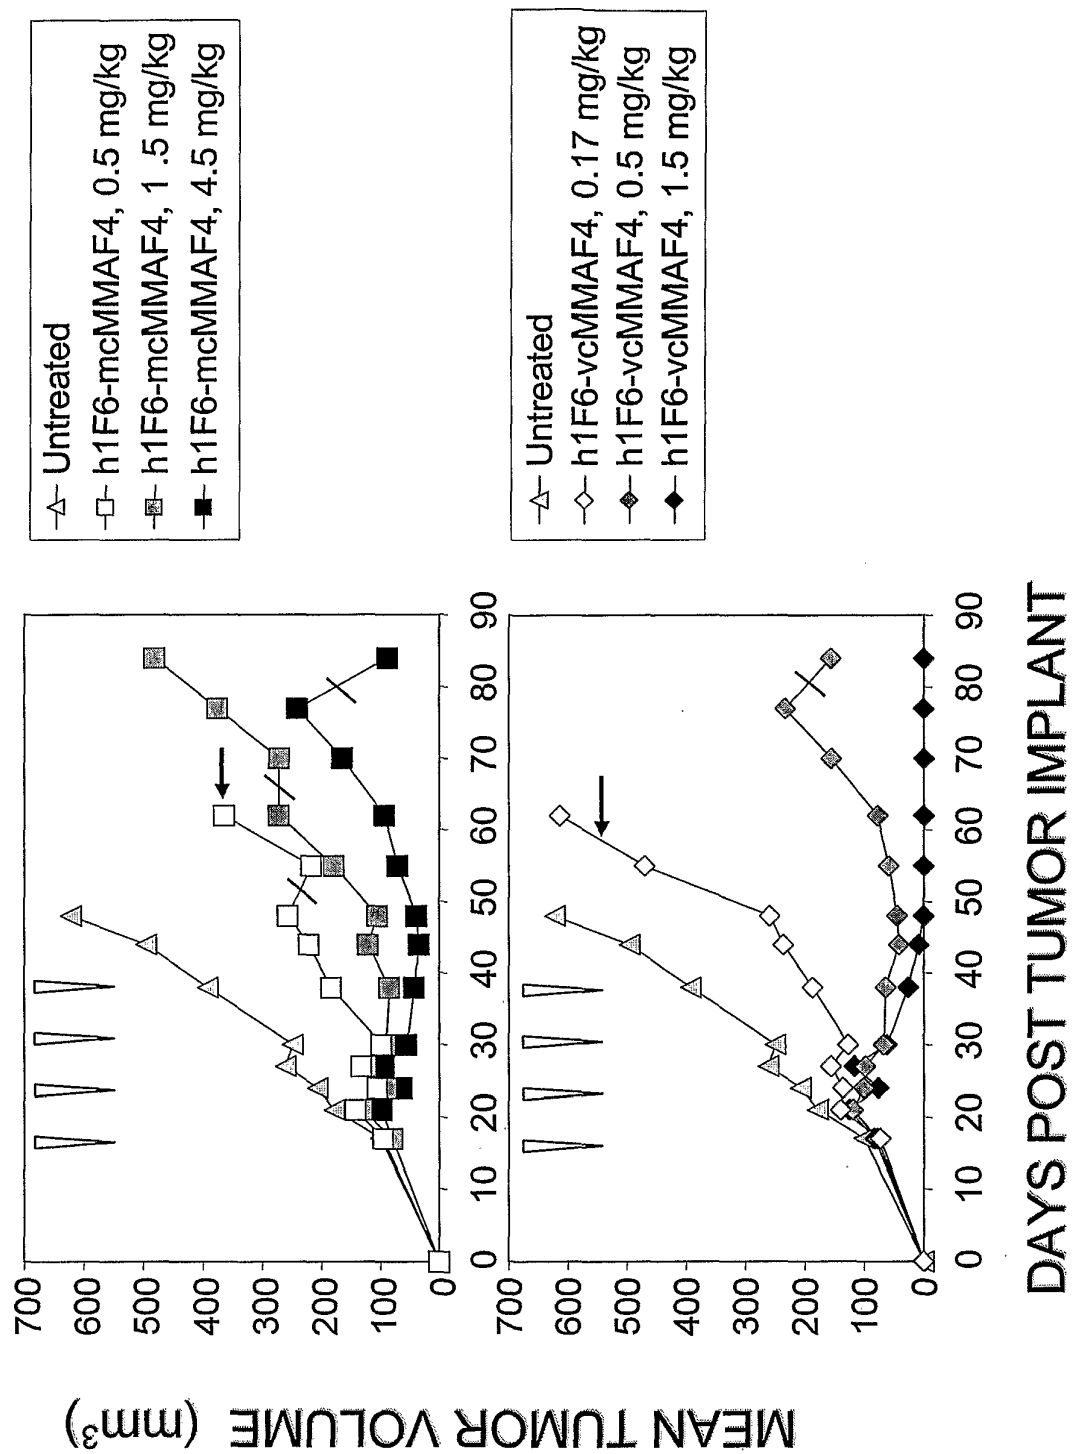 MEAN TUMOR VOLUME (mm³)
700
600
500
400
300
200
100
0
0 10 20 30 40 50 60 70 80 90
Untreated
h1F6-mcMMAF4, 0.5 mg/kg
h1F6-mcMMAF4, 1 .5 mg/kg
h1F6-mcMMAF4, 4.5 mg/kg
700
600
500
400
300
200
100
0
0 10 20 30 40 50 60 70 80 90
Untreated
h1F6-vcMMAF4, 0.17 mg/kg
h1F6-vcMMAF4, 0.5 mg/kg
h1F6-vcMMAF4, 1.5 mg/kg
DAYS POST TUMOR IMPLANT